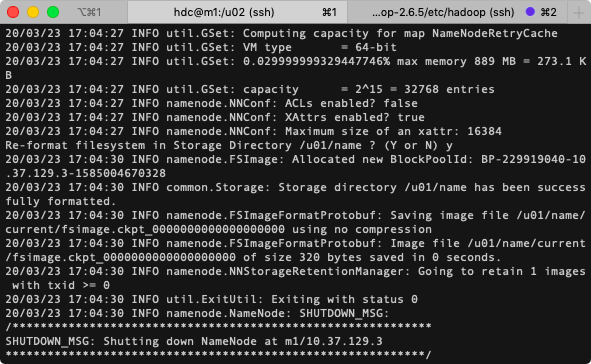 ⌥⌘1 hdc@m1:/u02 (ssh) ⌘1 ...op-2.6.5/etc/hadoop (ssh) ⌘2 +
20/03/23 17:04:27 INFO util.GSet: Computing capacity for map NameNodeRetryCache
20/03/23 17:04:27 INFO util.GSet: VM type       = 64-bit
20/03/23 17:04:27 INFO util.GSet: 0.029999999329447746% max memory 889 MB = 273.1 K
B
20/03/23 17:04:27 INFO util.GSet: capacity      = 2^15 = 32768 entries
20/03/23 17:04:27 INFO namenode.NNConf: ACLs enabled? false
20/03/23 17:04:27 INFO namenode.NNConf: XAttrs enabled? true
20/03/23 17:04:27 INFO namenode.NNConf: Maximum size of an xattr: 16384
Re-format filesystem in Storage Directory /u01/name ? (Y or N) y
20/03/23 17:04:30 INFO namenode.FSImage: Allocated new BlockPoolId: BP-229919040-10
.37.129.3-1585004670328
20/03/23 17:04:30 INFO common.Storage: Storage directory /u01/name has been success
fully formatted.
20/03/23 17:04:30 INFO namenode.FSImageFormatProtobuf: Saving image file /u01/name/
current/fsimage.ckpt_0000000000000000000 using no compression
20/03/23 17:04:30 INFO namenode.FSImageFormatProtobuf: Image file /u01/name/current
/fsimage.ckpt_0000000000000000000 of size 320 bytes saved in 0 seconds.
20/03/23 17:04:30 INFO namenode.NNStorageRetentionManager: Going to retain 1 images
 with txid >= 0
20/03/23 17:04:30 INFO util.ExitUtil: Exiting with status 0
20/03/23 17:04:30 INFO namenode.NameNode: SHUTDOWN_MSG:
/************************************************************
SHUTDOWN_MSG: Shutting down NameNode at m1/10.37.129.3
************************************************************/